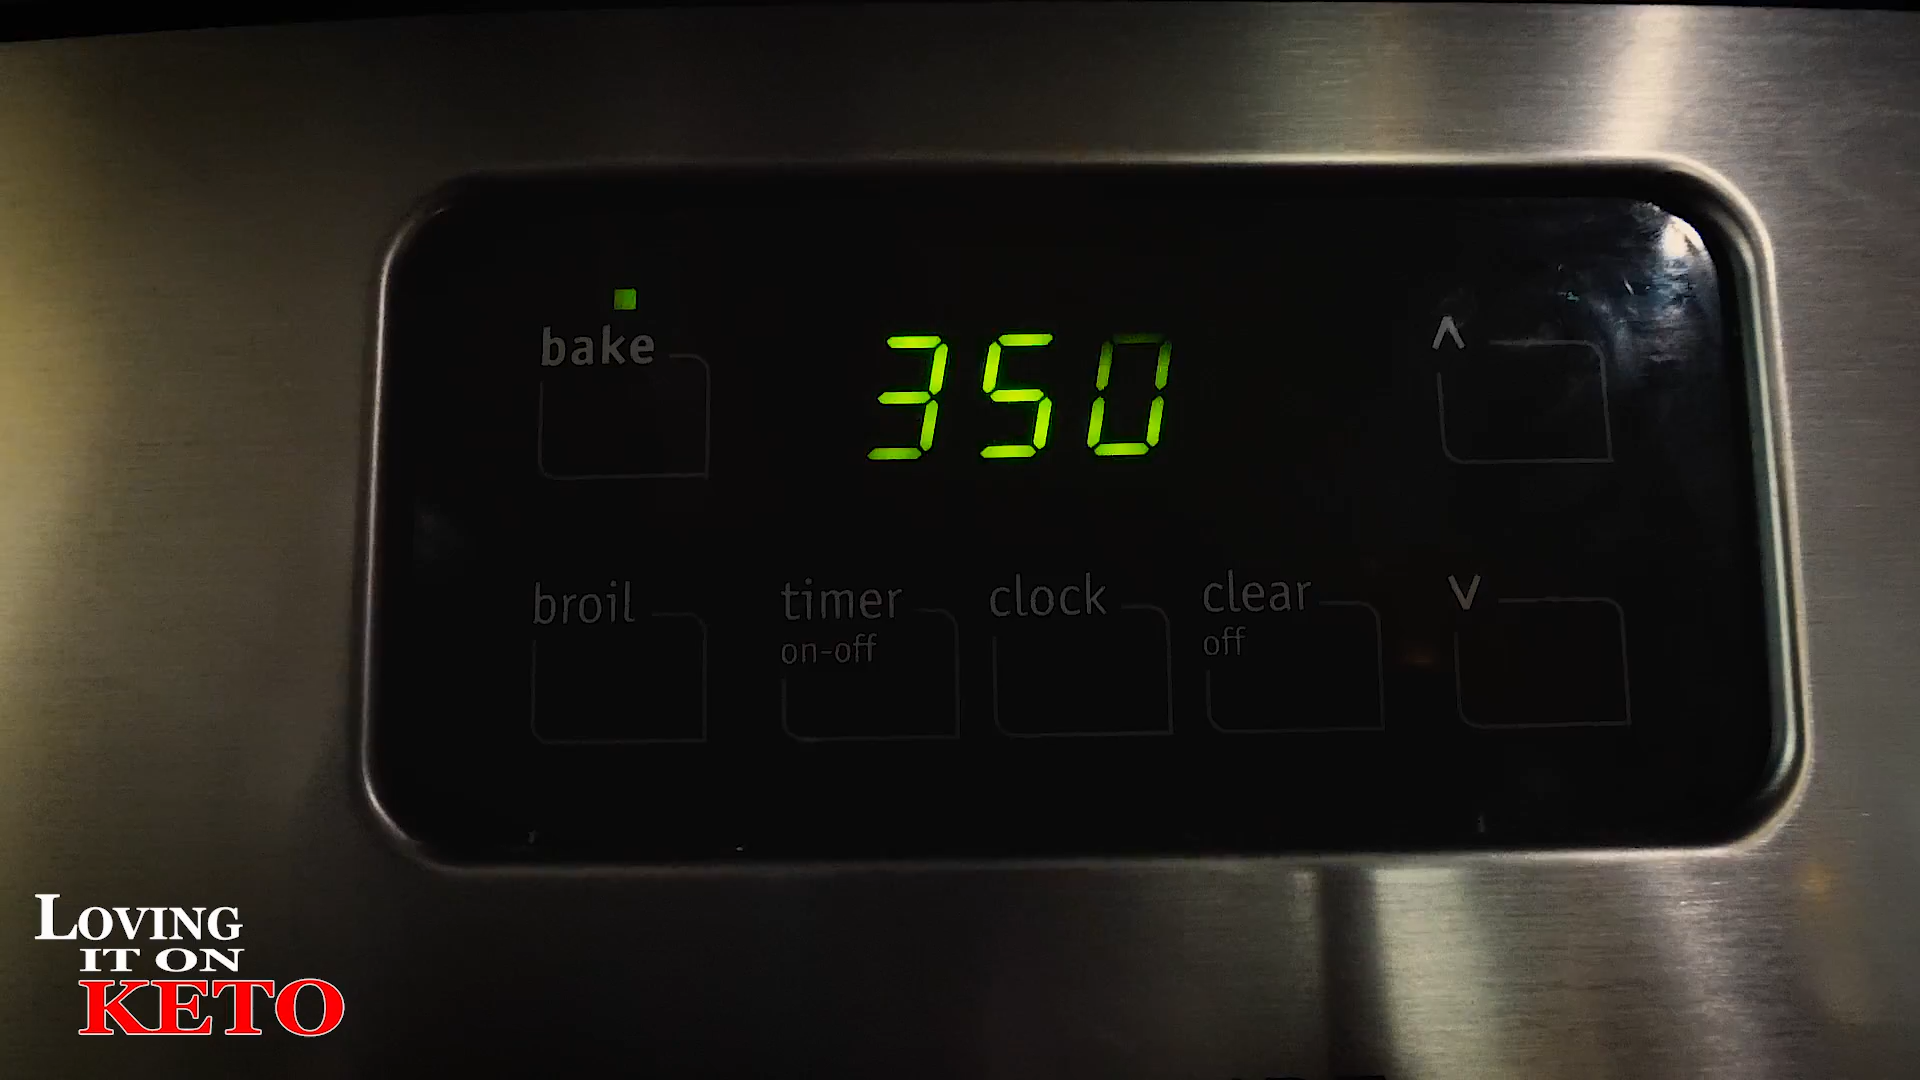 bake
350
^
broil
timer
on-off
clock
clear
off
v
LOVING
IT ON
KETO